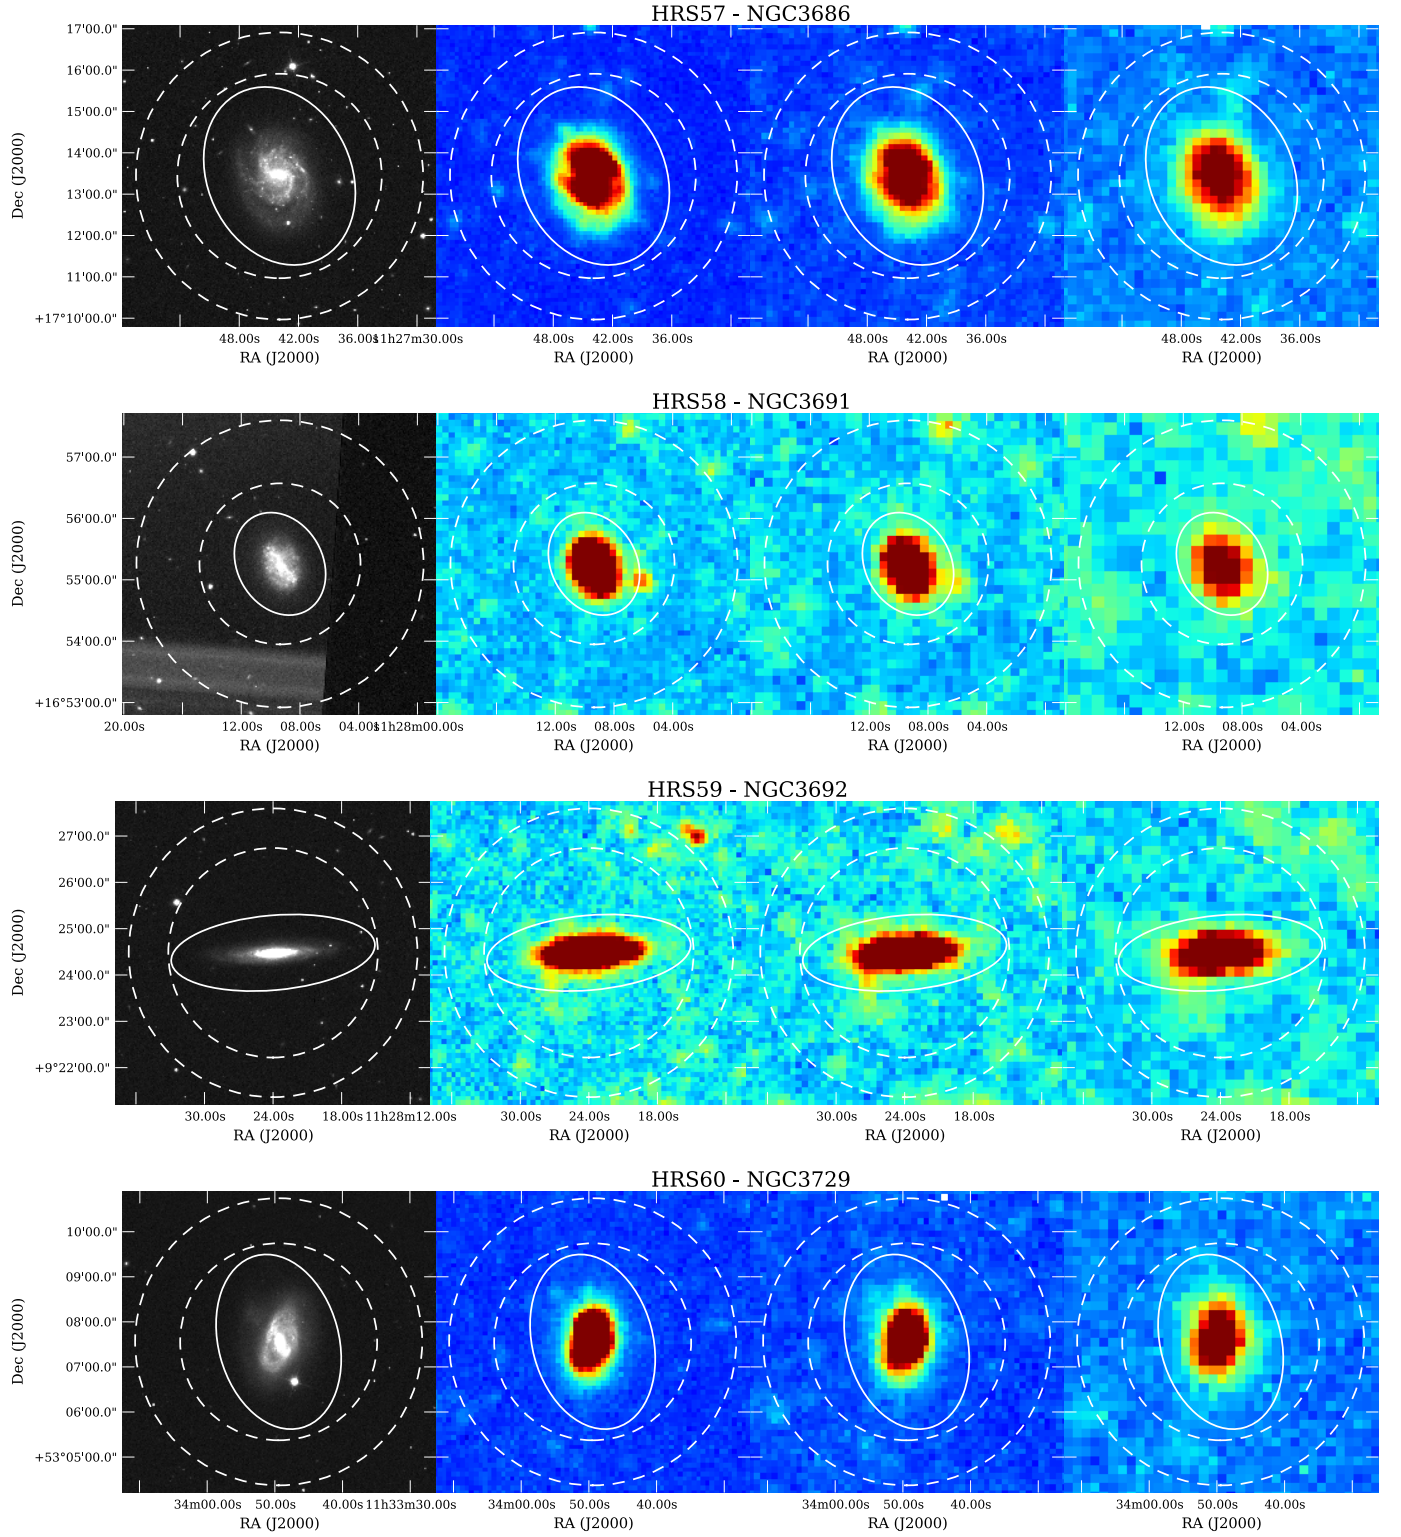 HRS57 - NGC3686
17'00.0"
16'00.0"
15'00.0"
14'00.0"
13'00.0"
12'00.0"
11'00.0"
+17°10'00.0"
Dec (J2000)
48.00s 42.00s 36.00s 11h27m30.00s 48.00s 42.00s 36.00s 48.00s 42.00s 36.00s 48.00s 42.00s 36.00s
RA (J2000) RA (J2000) RA (J2000) RA (J2000)
HRS58 - NGC3691
57'00.0"
56'00.0"
55'00.0"
54'00.0"
+16°53'00.0"
Dec (J2000)
20.00s 12.00s 08.00s 04.00s 11h28m00.00s 12.00s 08.00s 04.00s 12.00s 08.00s 04.00s 12.00s 08.00s 04.00s
RA (J2000) RA (J2000) RA (J2000) RA (J2000)
HRS59 - NGC3692
27'00.0"
26'00.0"
25'00.0"
24'00.0"
23'00.0"
+9°22'00.0"
Dec (J2000)
30.00s 24.00s 18.00s 11h28m12.00s 30.00s 24.00s 18.00s 30.00s 24.00s 18.00s 30.00s 24.00s 18.00s
RA (J2000) RA (J2000) RA (J2000) RA (J2000)
HRS60 - NGC3729
10'00.0"
09'00.0"
08'00.0"
07'00.0"
06'00.0"
+53°05'00.0"
Dec (J2000)
34m00.00s 50.00s 40.00s 11h33m30.00s 34m00.00s 50.00s 40.00s 34m00.00s 50.00s 40.00s 34m00.00s 50.00s 40.00s
RA (J2000) RA (J2000) RA (J2000) RA (J2000)